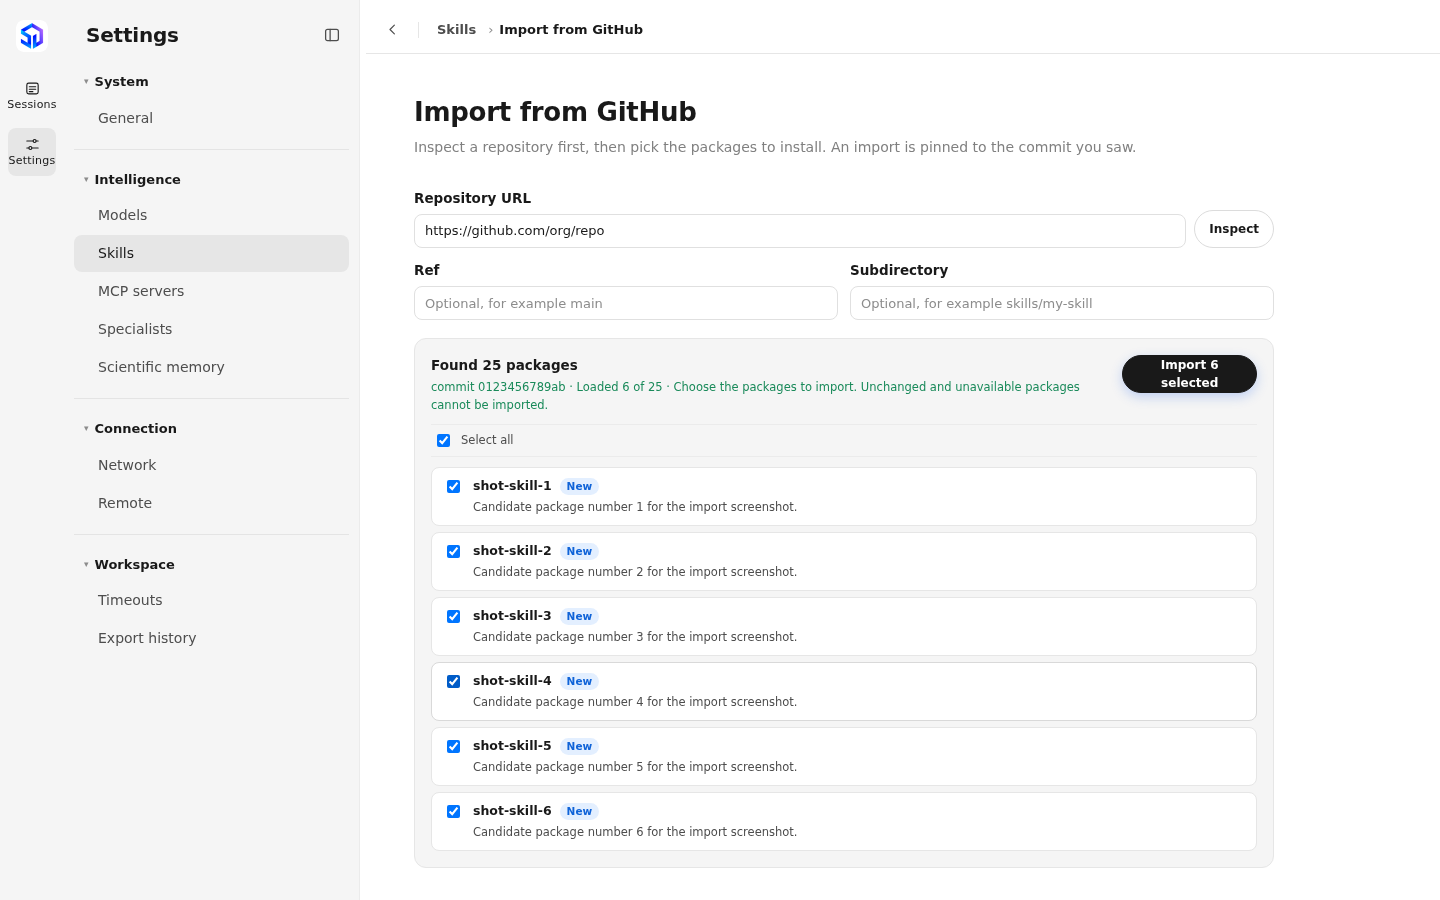 Settings
Sessions
Settings
System
General
Intelligence
Models
Skills
MCP servers
Specialists
Scientific memory
Connection
Network
Remote
Workspace
Timeouts
Export history
Skills › Import from GitHub
Import from GitHub
Inspect a repository first, then pick the packages to install. An import is pinned to the commit you saw.
Repository URL
https://github.com/org/repo
Inspect
Ref
Subdirectory
Optional, for example main
Optional, for example skills/my-skill
Found 25 packages
commit 0123456789ab · Loaded 6 of 25 · Choose the packages to import. Unchanged and unavailable packages
cannot be imported.
Import 6
selected
Select all
shot-skill-1 New
Candidate package number 1 for the import screenshot.
shot-skill-2 New
Candidate package number 2 for the import screenshot.
shot-skill-3 New
Candidate package number 3 for the import screenshot.
shot-skill-4 New
Candidate package number 4 for the import screenshot.
shot-skill-5 New
Candidate package number 5 for the import screenshot.
shot-skill-6 New
Candidate package number 6 for the import screenshot.